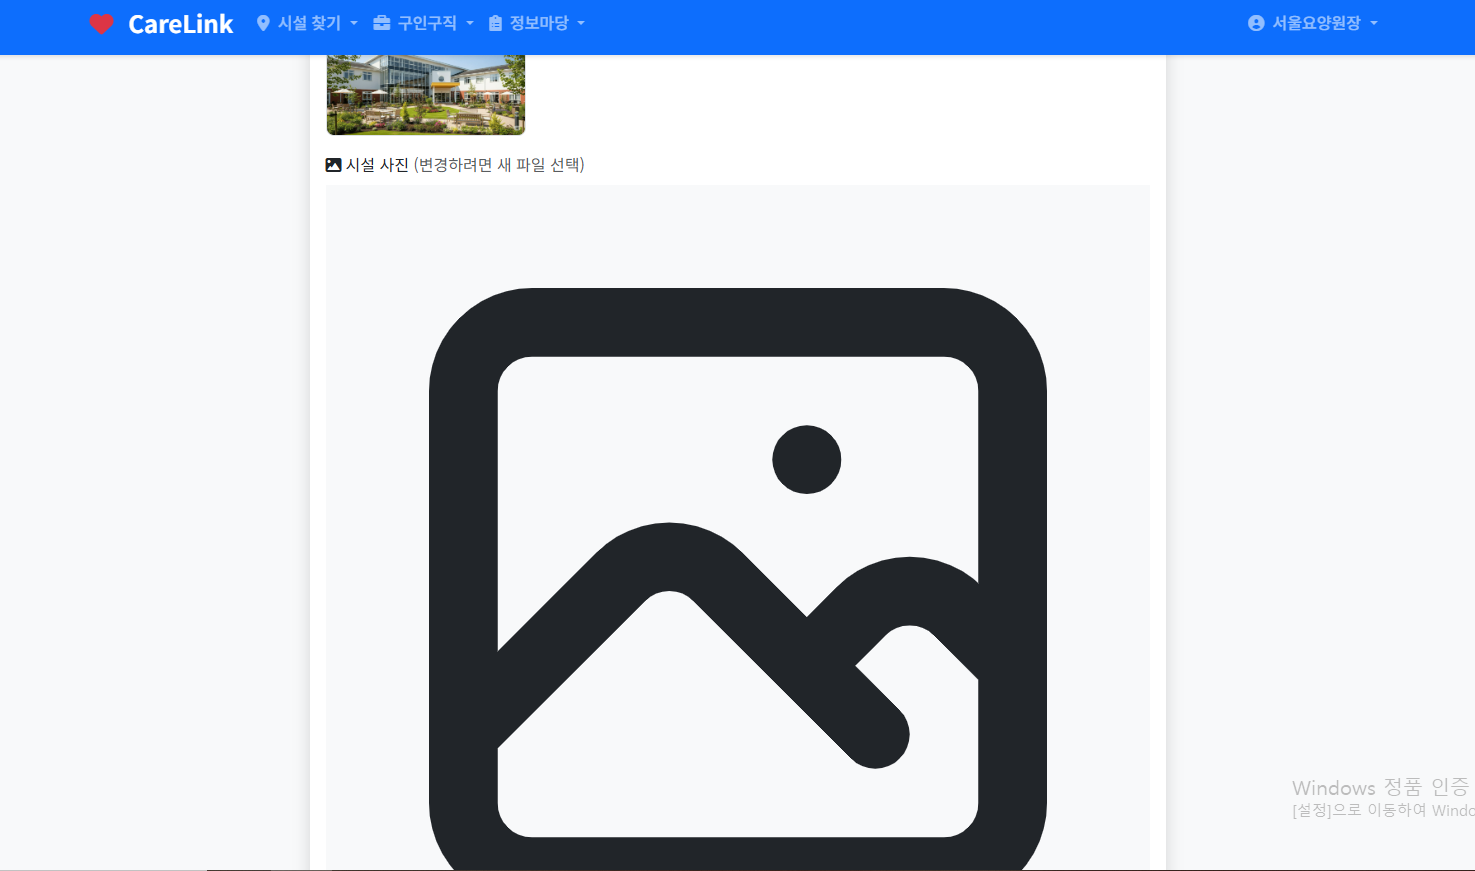 CareLink 시설 찾기 구인구직 정보마당 서울요양원장
시설 사진 (변경하려면 새 파일 선택)
Windows 정품 인증
[설정]으로 이동하여